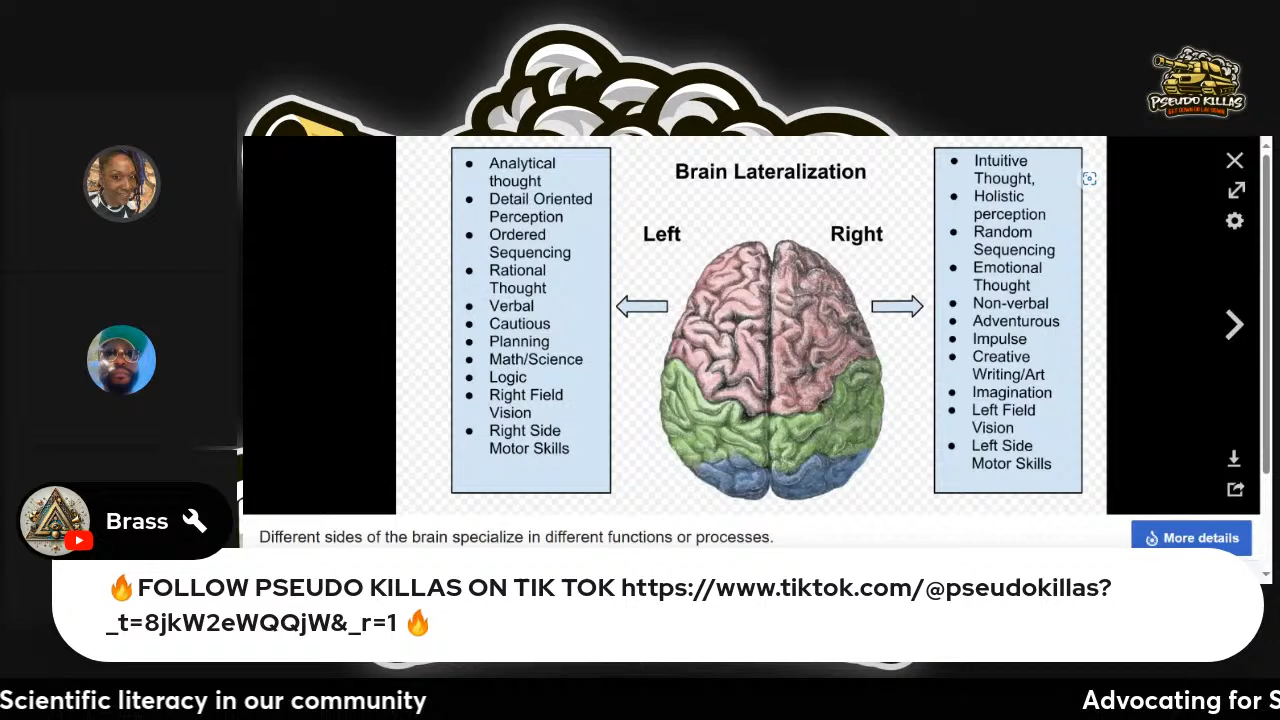 PSEUDO KILLAS
Brain Lateralization
Left
Right
Analytical
thought
Detail Oriented
Perception
Ordered
Sequencing
Rational
Thought
Verbal
Cautious
Planning
Math/Science
Logic
Right Field
Vision
Right Side
Motor Skills
Intuitive
Thought,
Holistic
perception
Random
Sequencing
Emotional
Thought
Non-verbal
Adventurous
Impulse
Creative
Writing/Art
Imagination
Left Field
Vision
Left Side
Motor Skills
Different sides of the brain specialize in different functions or processes.
More details
Brass
🔥FOLLOW PSEUDO KILLAS ON TIK TOK https://www.tiktok.com/@pseudokillas?
_t=8jkW2eWQQjW&_r=1 🔥
Scientific literacy in our community
Advocating for S